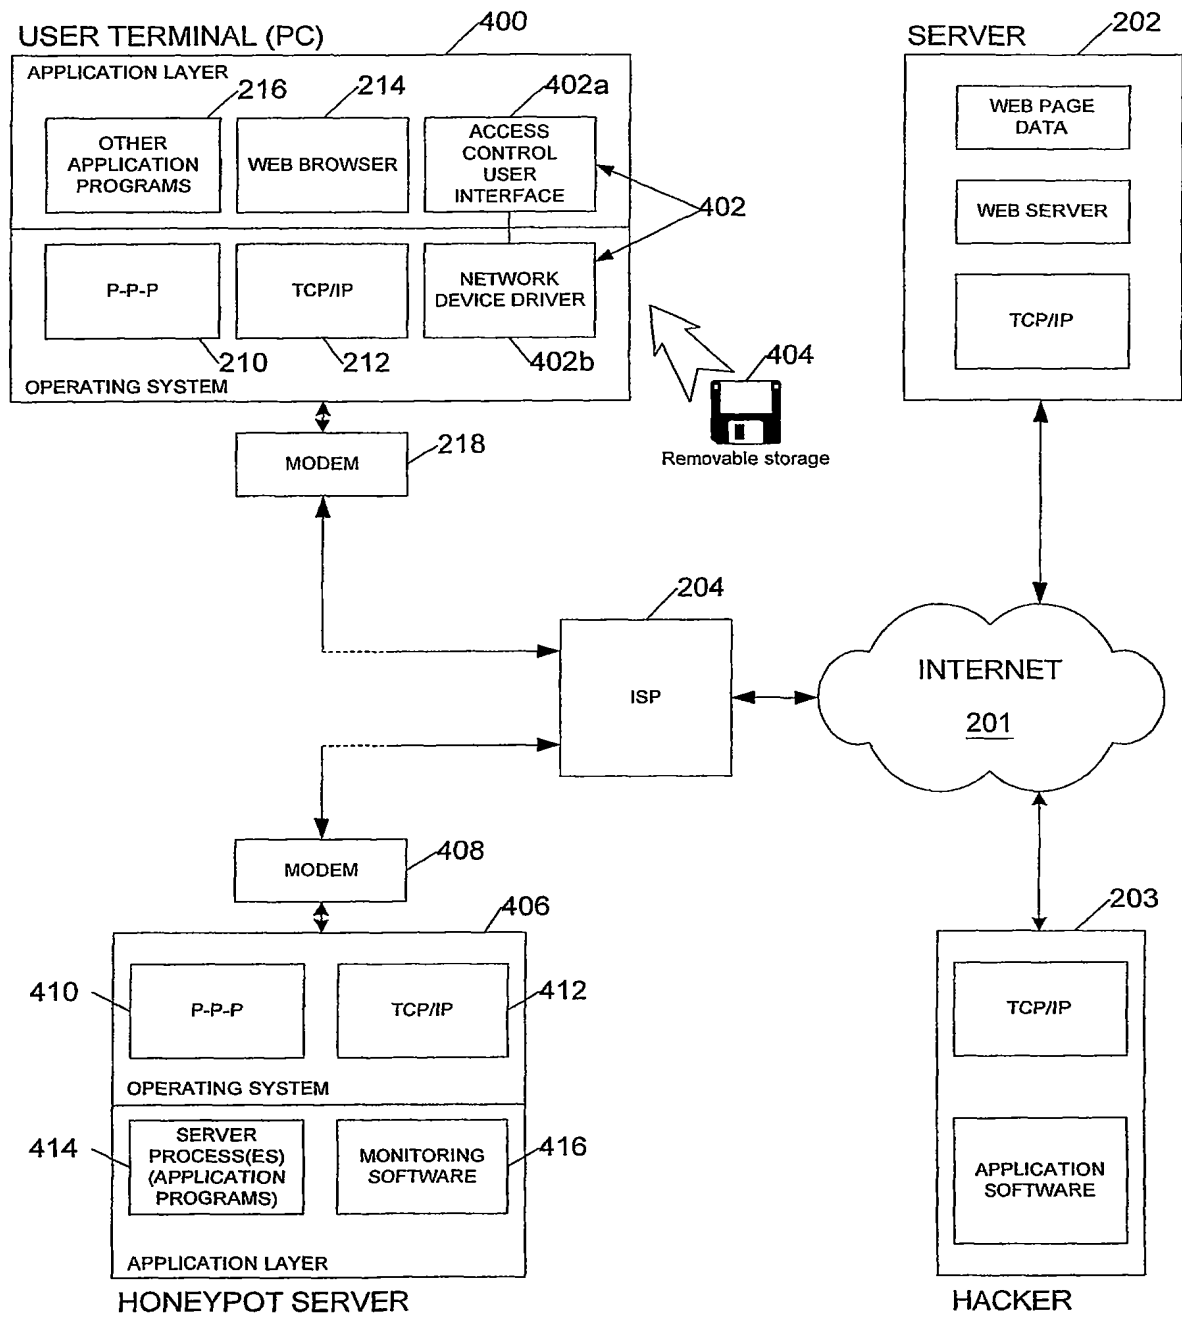 USER TERMINAL (PC)
400
APPLICATION LAYER
216
214
402a
OTHER
APPLICATION
PROGRAMS
WEB BROWSER
ACCESS
CONTROL
USER
INTERFACE
402
P-P-P
TCP/IP
NETWORK
DEVICE DRIVER
210
212
402b
OPERATING SYSTEM
404
Removable storage
MODEM
218
SERVER
202
WEB PAGE
DATA
WEB SERVER
TCP/IP
204
ISP
INTERNET
201
MODEM
408
406
410
P-P-P
TCP/IP
412
OPERATING SYSTEM
414
SERVER
PROCESS(ES)
(APPLICATION
PROGRAMS)
MONITORING
SOFTWARE
416
APPLICATION LAYER
HONEYPOT SERVER
203
TCP/IP
APPLICATION
SOFTWARE
HACKER